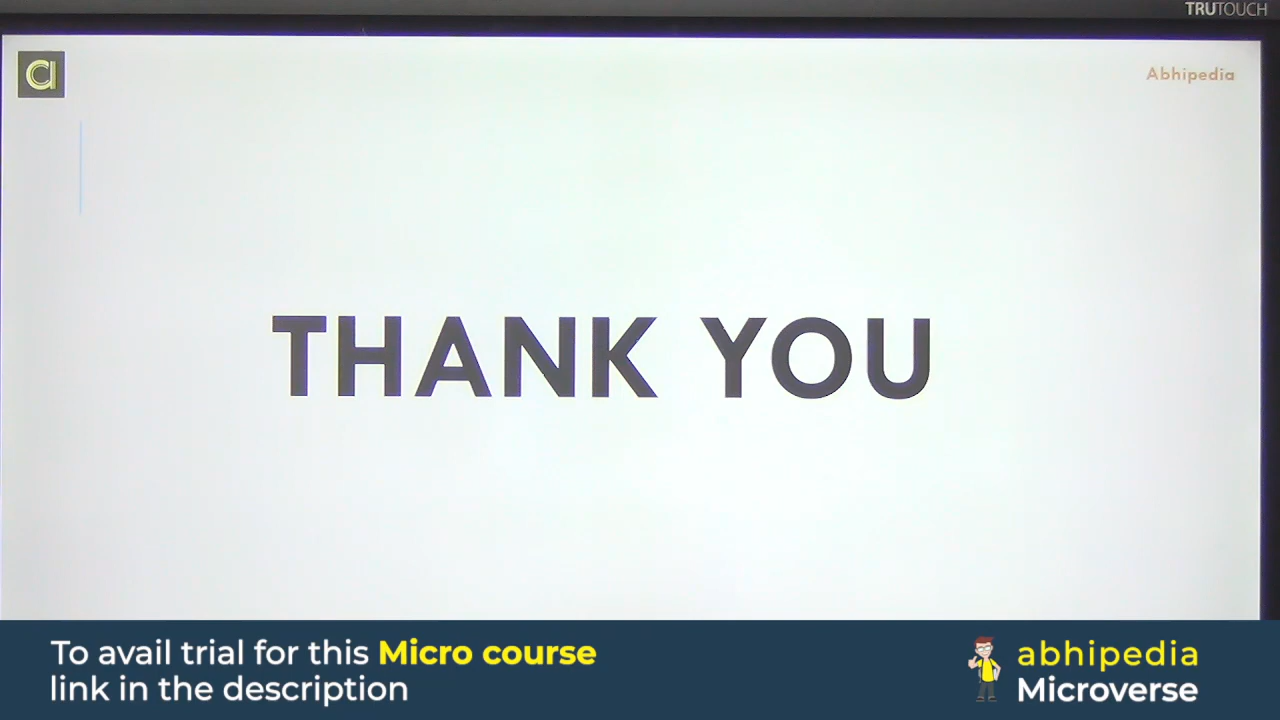 TRUTOUCH
Abhipedia
THANK YOU
To avail trial for this Micro course
link in the description
abhipedia
Microverse